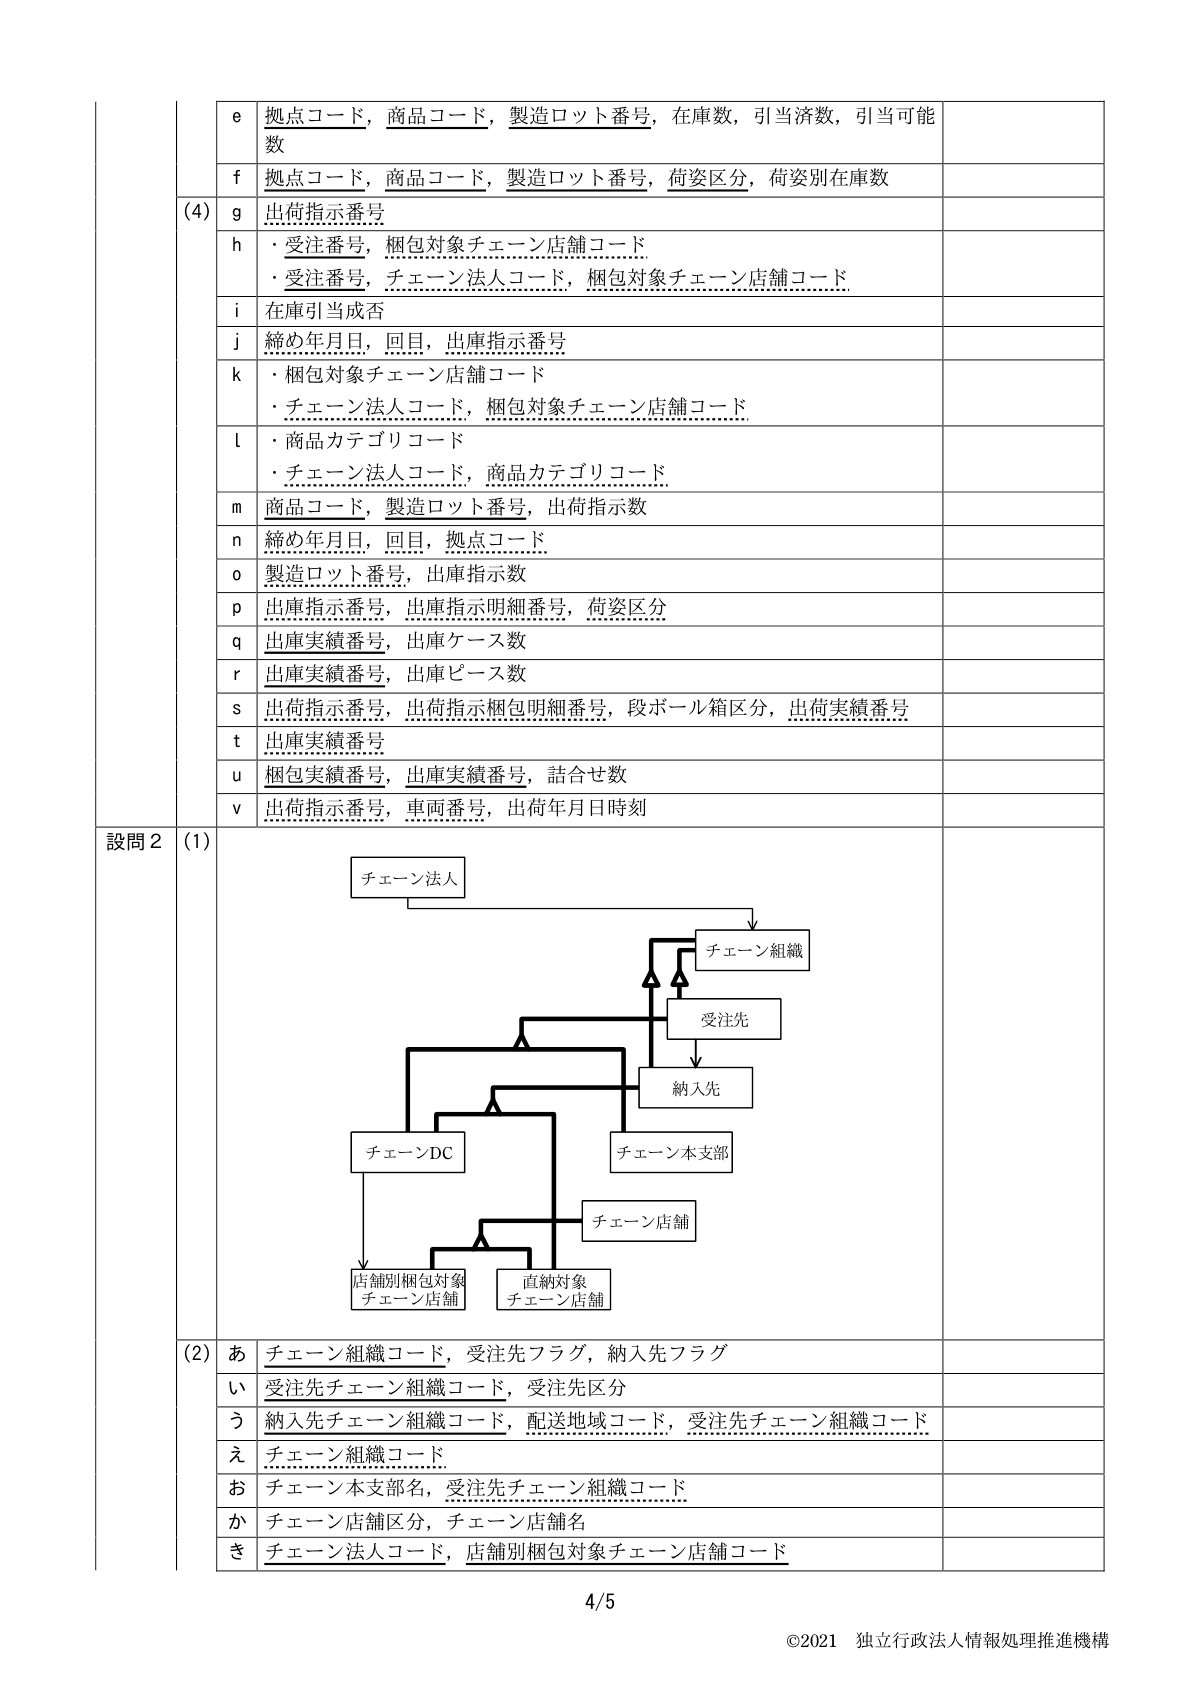 e 拠点コード，商品コード，製造ロット番号，在庫数，引当済数，引当可能
数
f 拠点コード，商品コード，製造ロット番号，荷姿区分，荷姿別在庫数
(4) g 出荷指示番号
h ・受注番号，梱包対象チェーン店舗コード
・受注番号，チェーン法人コード，梱包対象チェーン店舗コード
i 在庫引当成否
j 締め年月日，回目，出庫指示番号
k ・梱包対象チェーン店舗コード
・チェーン法人コード，梱包対象チェーン店舗コード
l ・商品カテゴリコード
・チェーン法人コード，商品カテゴリコード
m 商品コード，製造ロット番号，出荷指示数
n 締め年月日，回目，拠点コード
o 製造ロット番号，出庫指示数
p 出庫指示番号，出庫指示明細番号，荷姿区分
q 出庫実績番号，出庫ケース数
r 出庫実績番号，出庫ピース数
s 出荷指示番号，出荷指示梱包明細番号，段ボール箱区分，出荷実績番号
t 出庫実績番号
u 梱包実績番号，出庫実績番号，詰合せ数
v 出荷指示番号，車両番号，出荷年月日時刻
設問２ (1)
チェーン法人
チェーン組織
受注先
納入先
チェーンDC
チェーン本支部
チェーン店舗
店舗別梱包対象
チェーン店舗
直納対象
チェーン店舗
(2) あ チェーン組織コード，受注先フラグ，納入先フラグ
い 受注先チェーン組織コード，受注先区分
う 納入先チェーン組織コード，配送地域コード，受注先チェーン組織コード
え チェーン組織コード
お チェーン本支部名，受注先チェーン組織コード
か チェーン店舗区分，チェーン店舗名
き チェーン法人コード，店舗別梱包対象チェーン店舗コード
4/5
©2021　独立行政法人情報処理推進機構